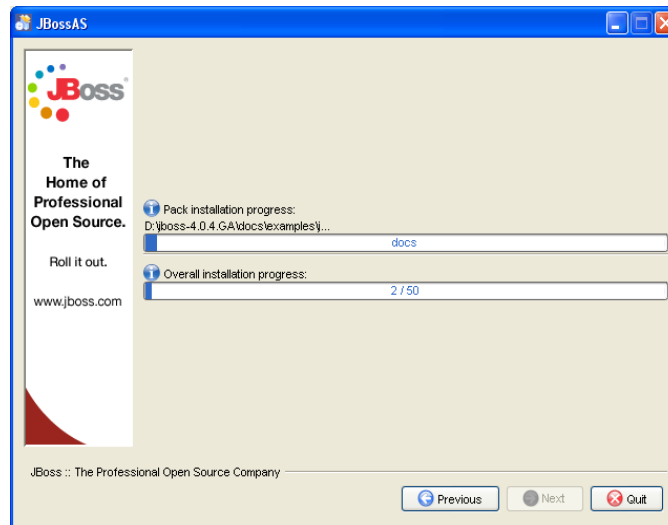 JBossAS
JBoss®
The
Home of
Professional
Open Source.
Roll it out.
www.jboss.com
Pack installation progress:
D:\jboss-4.0.4.GA\docs\examples\j...
docs
Overall installation progress:
2 / 50
JBoss :: The Professional Open Source Company
Previous
Next
Quit